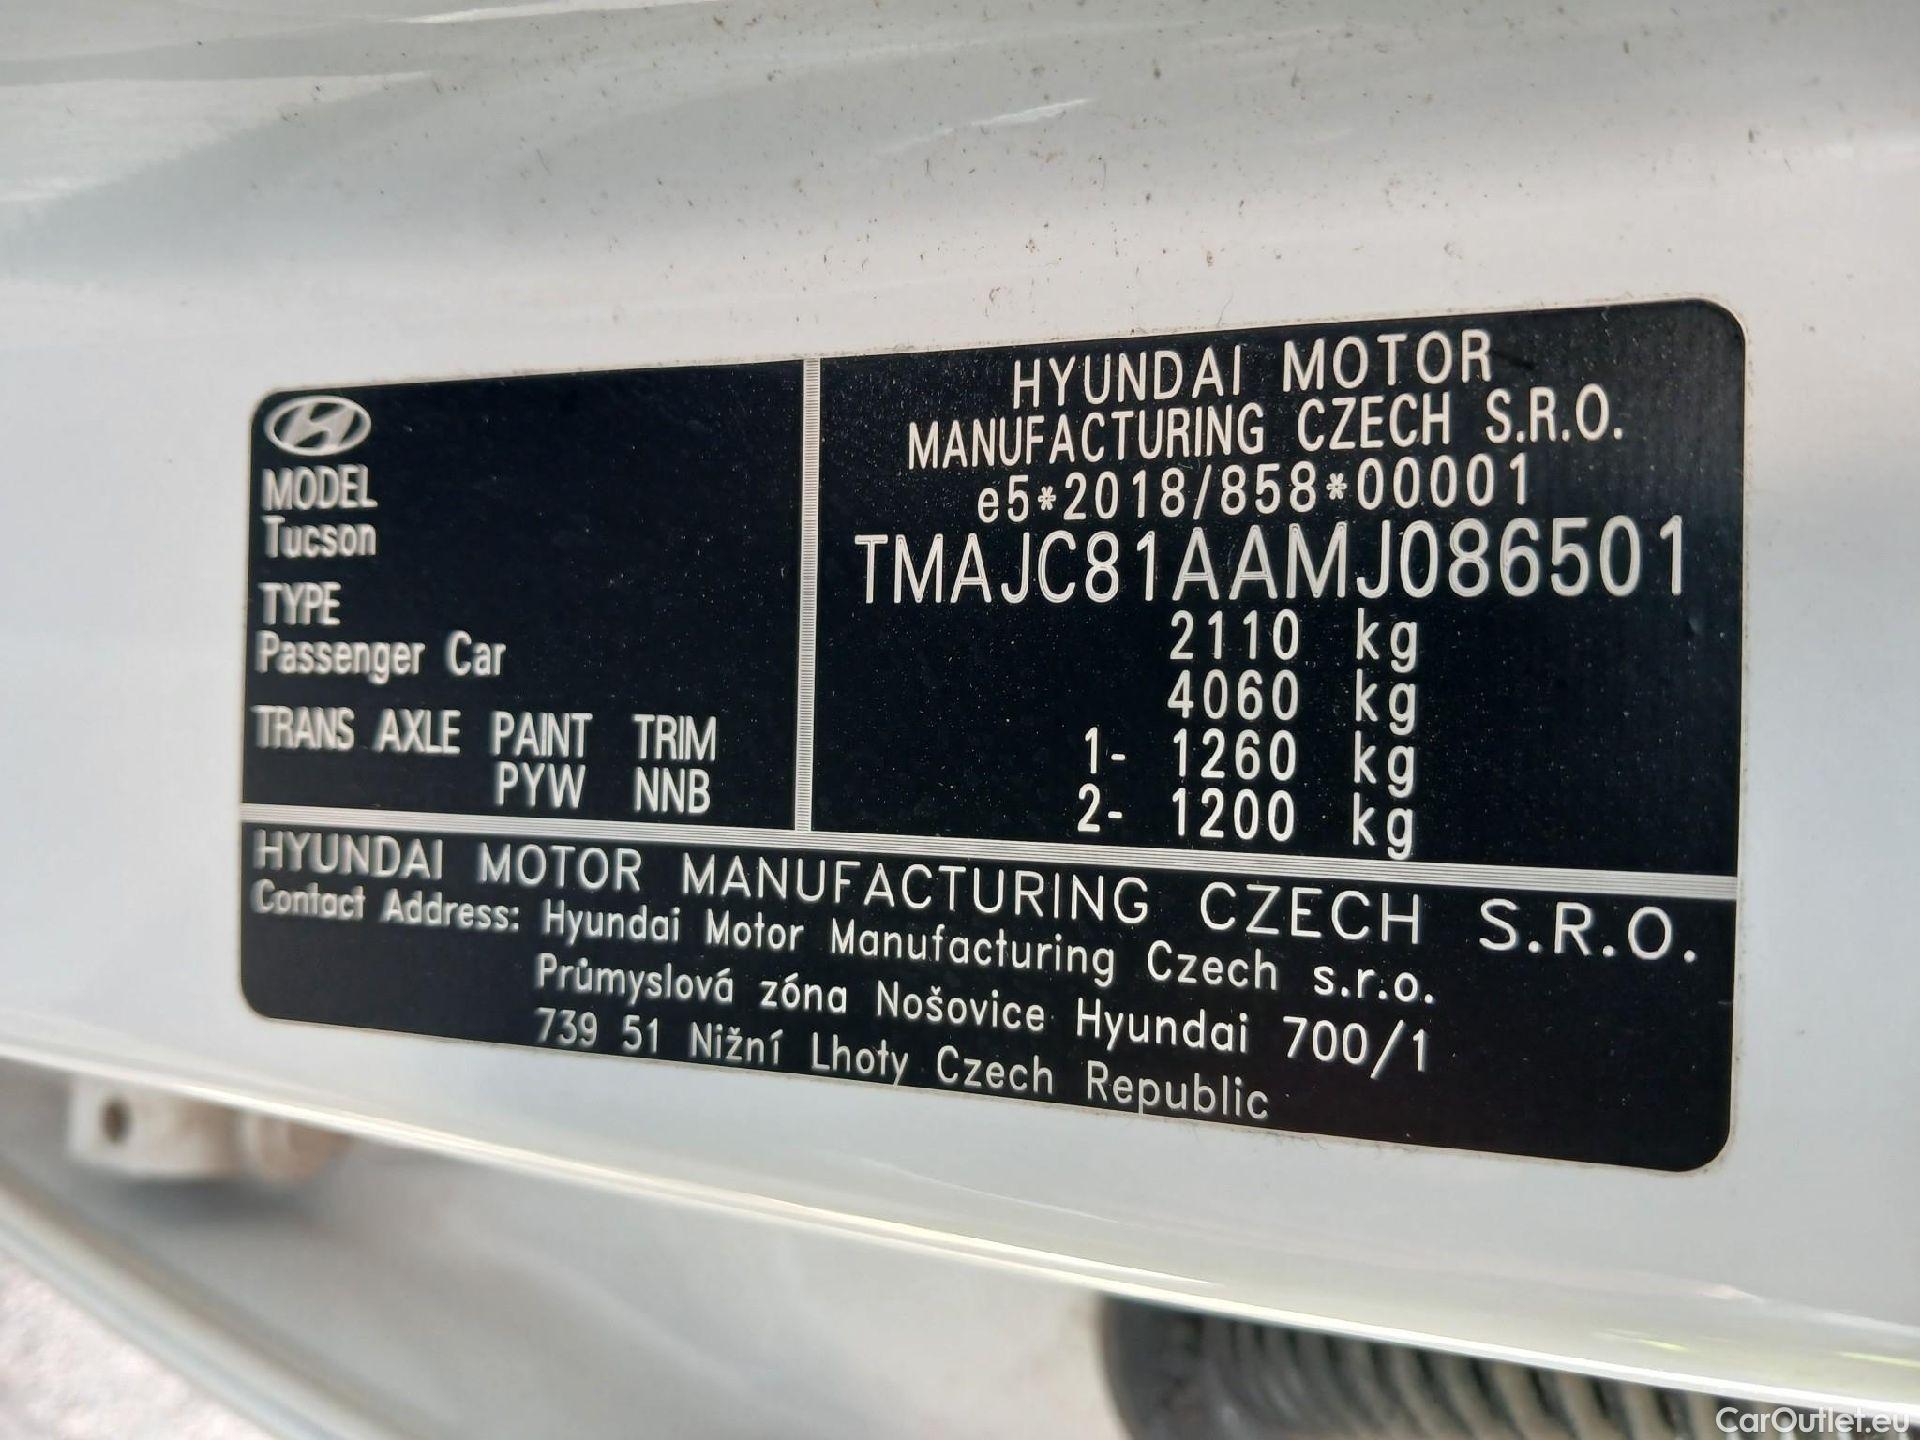 MODEL
Tucson
TYPE
Passenger Car
TRANS AXLE PAINT TRIM
PYW NNB
HYUNDAI MOTOR
MANUFACTURING CZECH S.R.O.
e5*2018/858*00001
TMAJC81AAMJ086501
2110 kg
4060 kg
1- 1260 kg
2- 1200 kg
HYUNDAI MOTOR MANUFACTURING CZECH S.R.O.
Contact Address: Hyundai Motor Manufacturing Czech s.r.o.
Průmyslová zóna Nošovice Hyundai 700/1
739 51 Nižní Lhoty Czech Republic
CarOutlet.eu